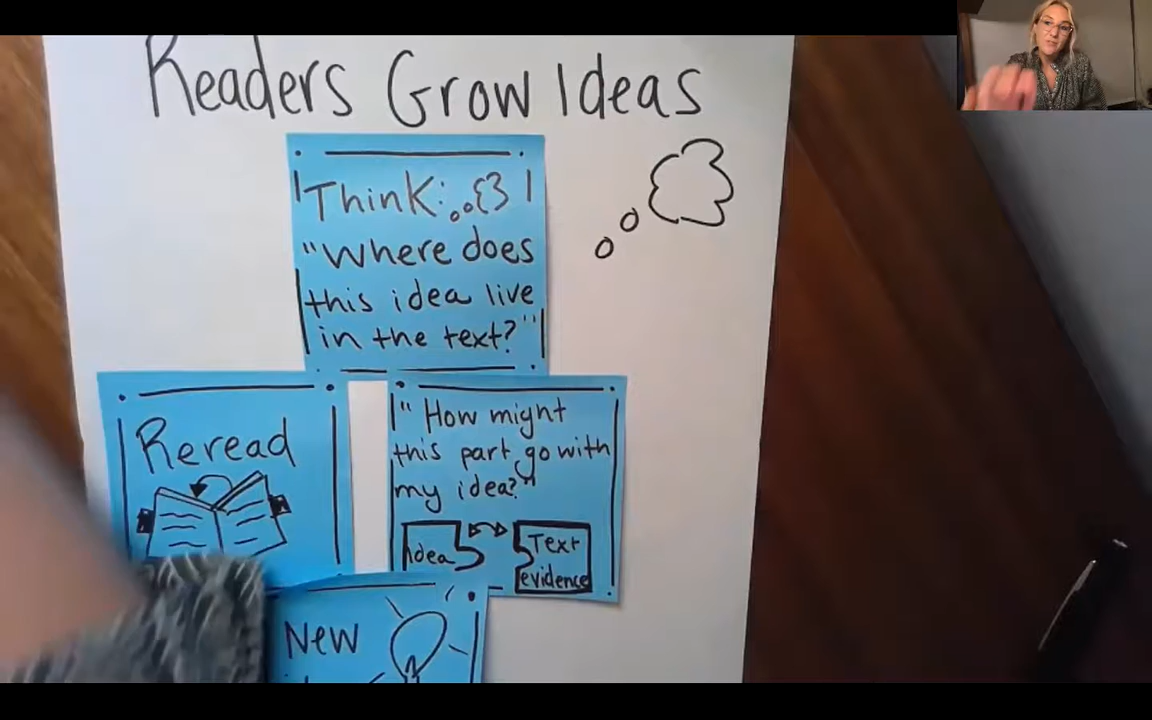 Readers Grow Ideas
Think:
"Where does
this idea live
in the text?"
Reread
"How might
this part go with
my idea?"
Idea
Text
evidence
New